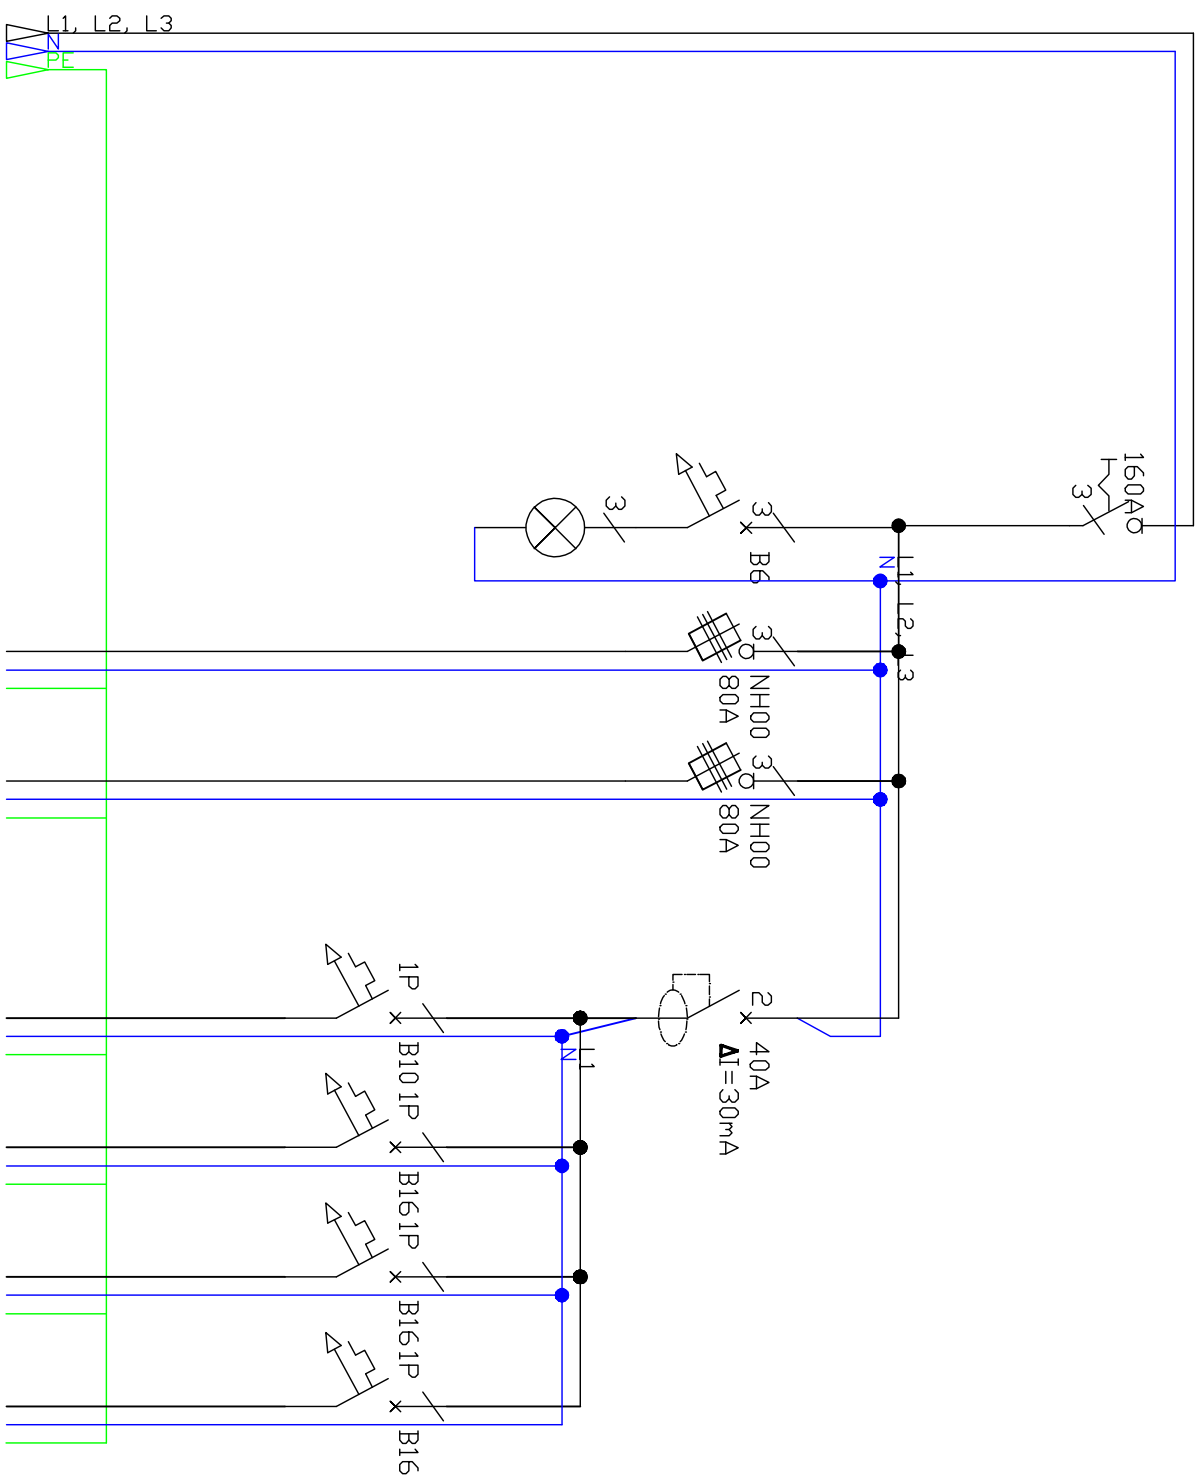 L1, L2, L3
N
PE
160A
3
3
3
B6
N
L1, L2, L3
3
NH00
80A
3
NH00
80A
2
40A
ΔI=30mA
L1
N
1P
B10
1P
B16
1P
B16
1P
B16